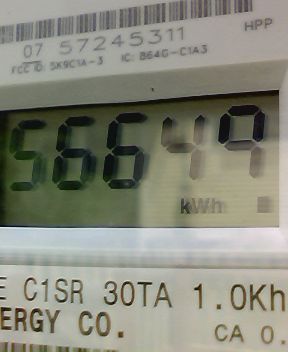 HPP
07 57245311
FCC ID: SK9C1A-3 IC: 864G-C1A3
56649
kWh
E C1SR 30TA 1.0Kh
ERGY CO.
CA 0.